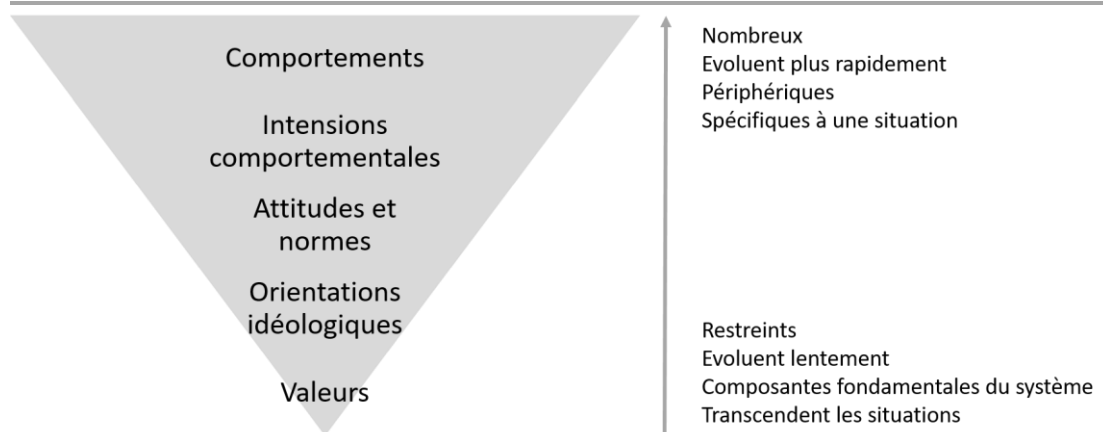 Comportements
Intensions
comportementales
Attitudes et
normes
Orientations
idéologiques
Valeurs
Nombreux
Evoluent plus rapidement
Périphériques
Spécifiques à une situation
Restreints
Evoluent lentement
Composantes fondamentales du système
Transcendent les situations